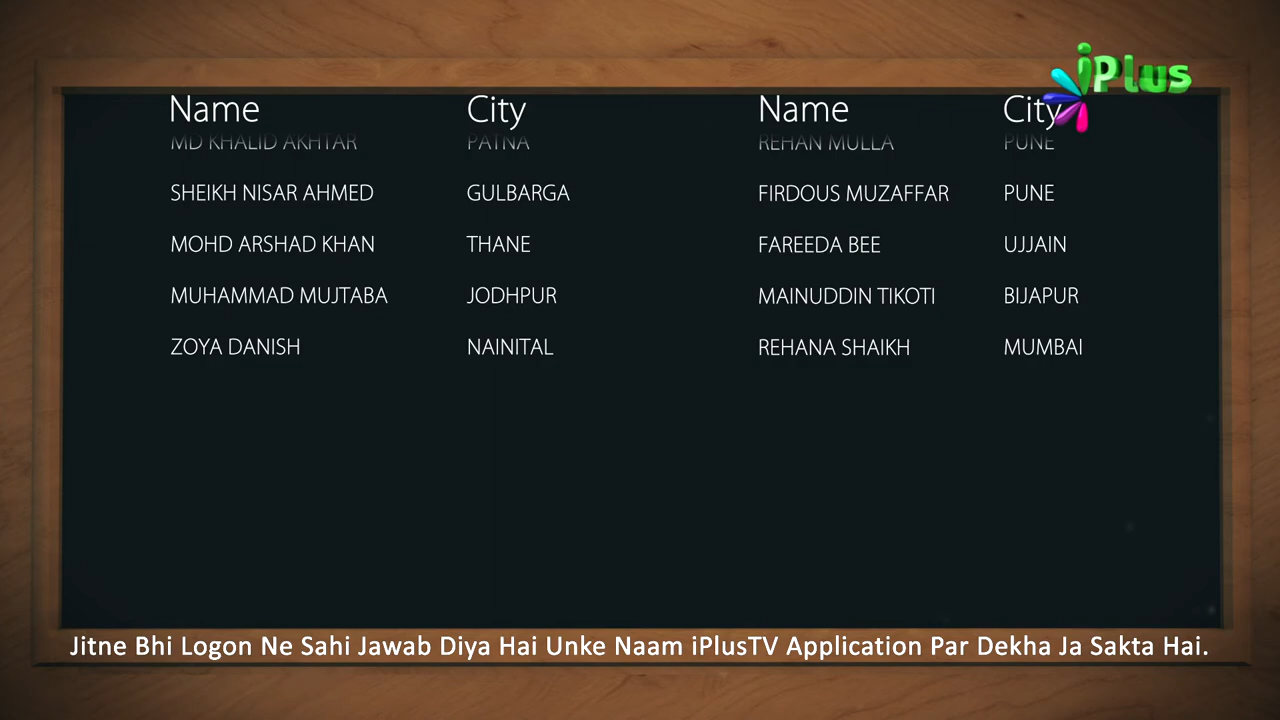 iPlus
Name City Name City
MD KHALID AKHTAR PATNA REHAN MULLA PUNE
SHEIKH NISAR AHMED GULBARGA FIRDOUS MUZAFFAR PUNE
MOHD ARSHAD KHAN THANE FAREEDA BEE UJJAIN
MUHAMMAD MUJTABA JODHPUR MAINUDDIN TIKOTI BIJAPUR
ZOYA DANISH NAINITAL REHANA SHAIKH MUMBAI
Jitne Bhi Logon Ne Sahi Jawab Diya Hai Unke Naam iPlusTV Application Par Dekha Ja Sakta Hai.